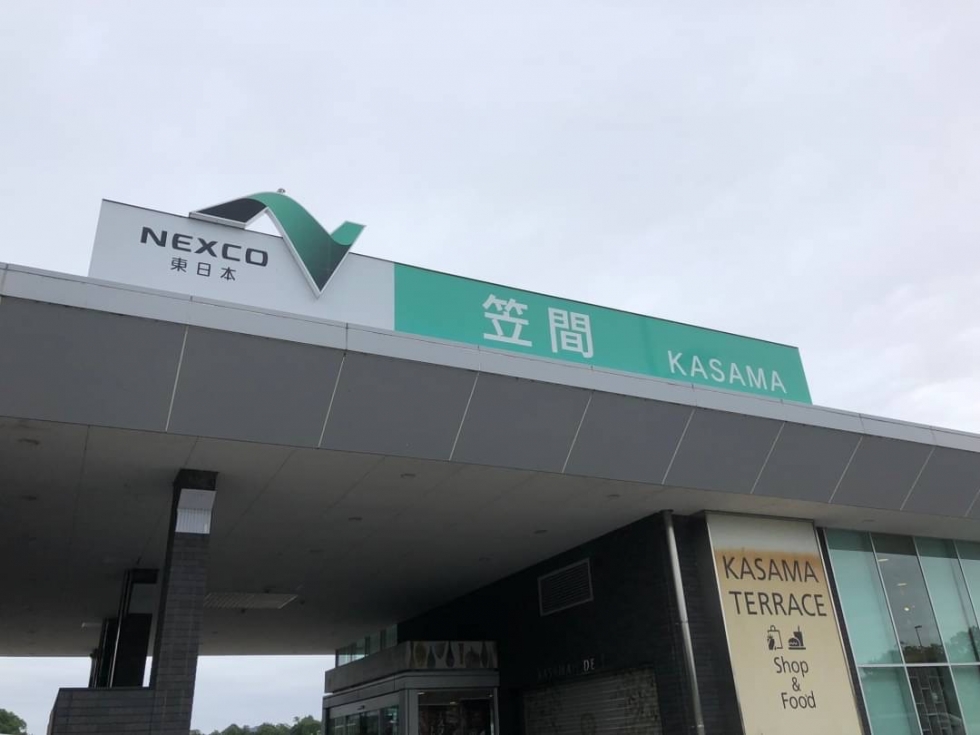 NEXCO
東日本
笠間
KASAMA
KASAMA
TERRACE
Shop
&
Food